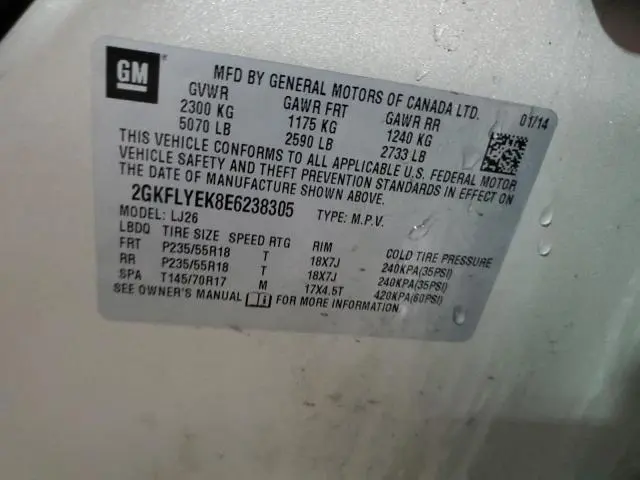 GM
MFD BY GENERAL MOTORS OF CANADA LTD.
01/14
GVWR GAWR FRT GAWR RR
2300 KG 1175 KG 1240 KG
5070 LB 2590 LB 2733 LB
THIS VEHICLE CONFORMS TO ALL APPLICABLE U.S. FEDERAL MOTOR
VEHICLE SAFETY AND THEFT PREVENTION STANDARDS IN EFFECT ON
THE DATE OF MANUFACTURE SHOWN ABOVE.
2GKFLYEK8E6238305 TYPE: M.P.V.
MODEL: LJ26
LBDQ TIRE SIZE SPEED RTG RIM COLD TIRE PRESSURE
FRT P235/55R18 T 18X7J 240KPA(35PSI)
RR P235/55R18 T 18X7J 240KPA(35PSI)
SPA T145/70R17 M 17X4.5T 420KPA(60PSI)
SEE OWNER'S MANUAL i FOR MORE INFORMATION